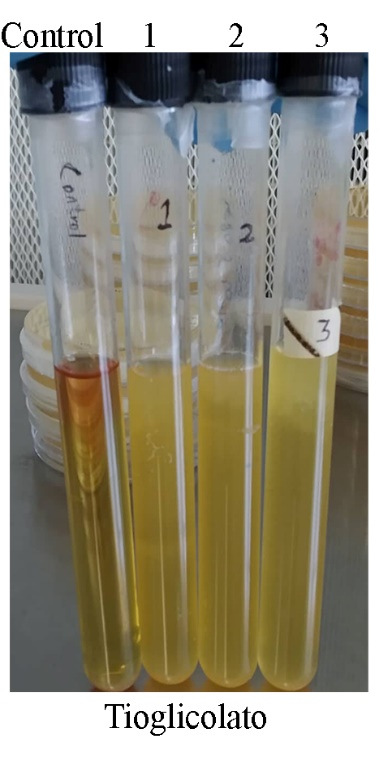 Control 1 2 3
Control
1
2
3
Tioglicolato